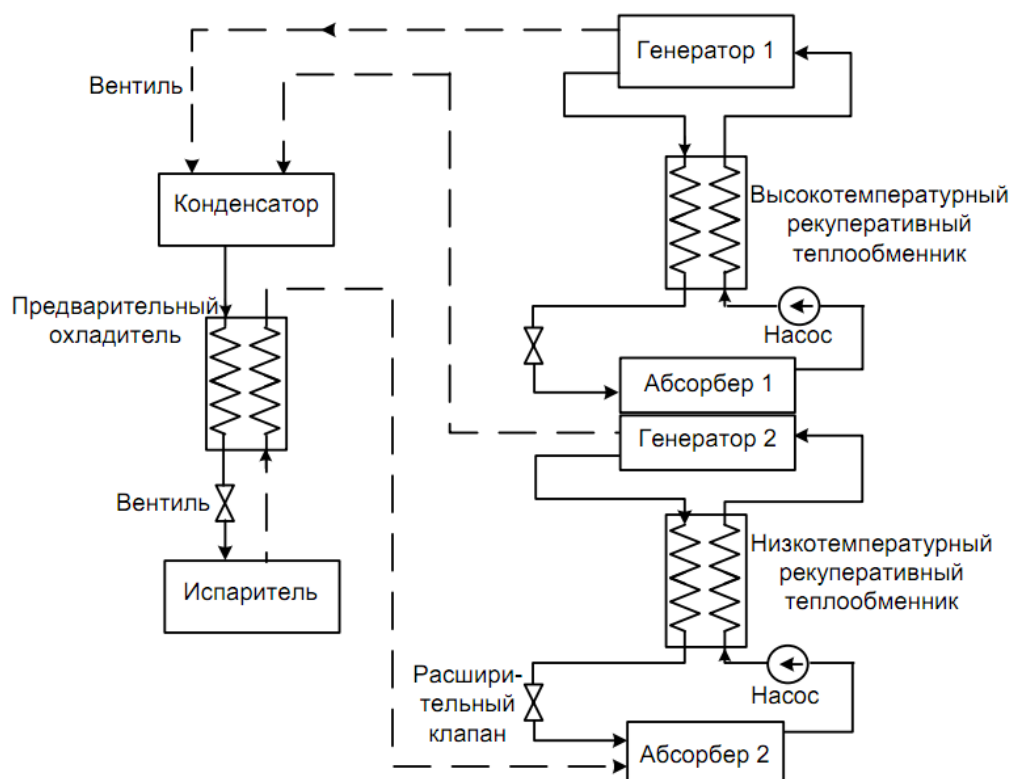 Генератор 1
Вентиль
Конденсатор
Высокотемпературный
рекуперативный
теплообменник
Предварительный
охладитель
Насос
Абсорбер 1
Генератор 2
Вентиль
Низкотемпературный
рекуперативный
теплообменник
Испаритель
Расшири-
тельный
клапан
Насос
Абсорбер 2